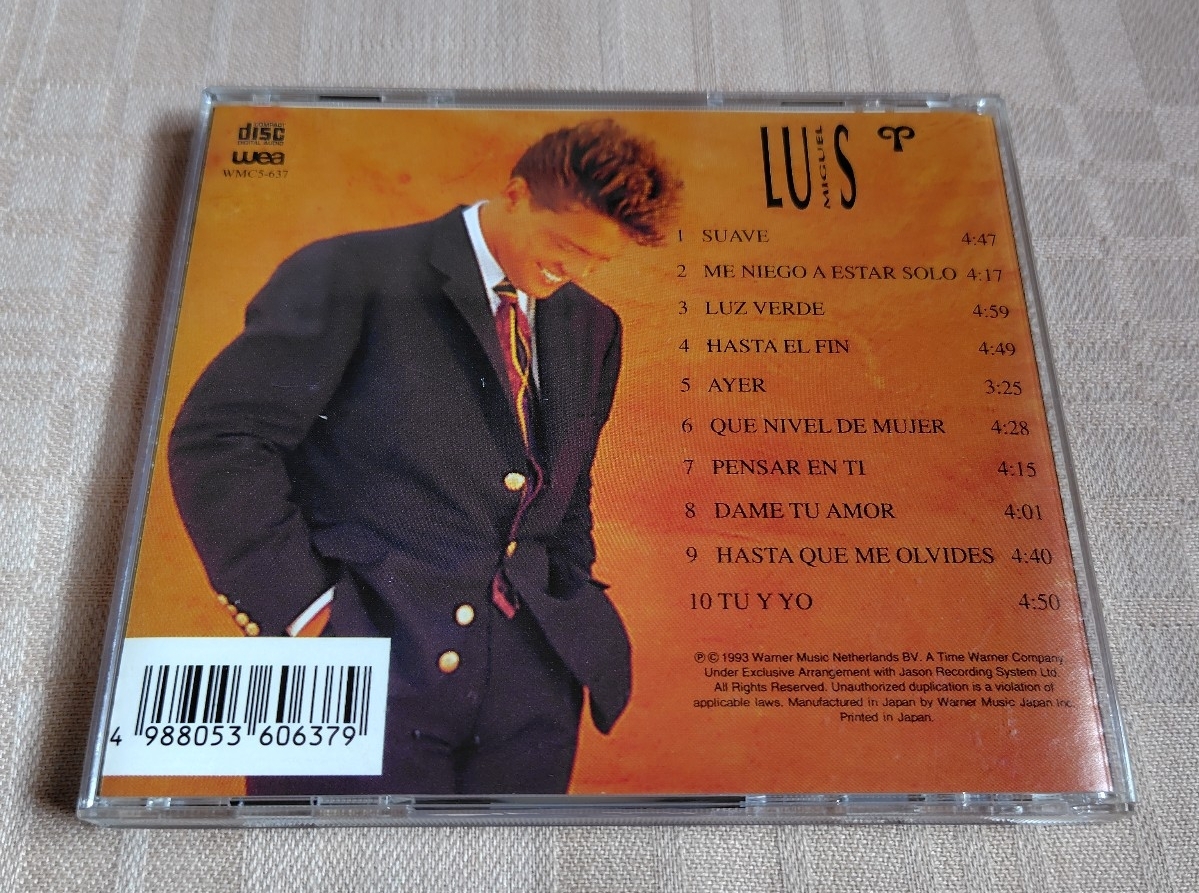 COMPACT
disc
DIGITAL AUDIO
wea
WMC5-637
LUIS
MIGUEL
1 SUAVE 4:47
2 ME NIEGO A ESTAR SOLO 4:17
3 LUZ VERDE 4:59
4 HASTA EL FIN 4:49
5 AYER 3:25
6 QUE NIVEL DE MUJER 4:28
7 PENSAR EN TI 4:15
8 DAME TU AMOR 4:01
9 HASTA QUE ME OLVIDES 4:40
10 TU Y YO 4:50
℗ © 1993 Warner Music Netherlands BV. A Time Warner Company
Under Exclusive Arrangement with Jason Recording System Ltd.
All Rights Reserved. Unauthorized duplication is a violation of
applicable laws. Manufactured in Japan by Warner Music Japan Inc.
Printed in Japan.
4 988053 606379